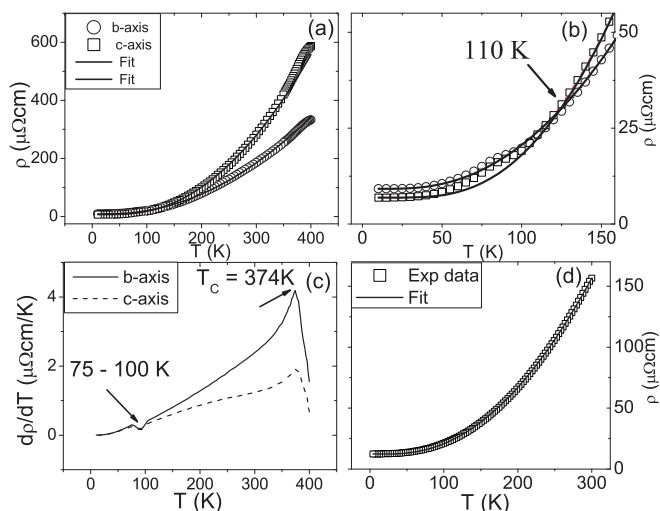 b-axis
c-axis
Fit
Fit
(a)
600
400
200
0
ρ (μΩcm)
0 100 200 300 400
T (K)
(b)
110 K
50
25
0
ρ (μΩcm)
0 50 100 150
T (K)
b-axis
c-axis
T_C = 374K
(c)
75 - 100 K
4
2
0
dρ/dT (μΩcm/K)
0 100 200 300 400
T (K)
Exp data
Fit
(d)
150
100
50
0
ρ (μΩcm)
0 100 200 300
T (K)